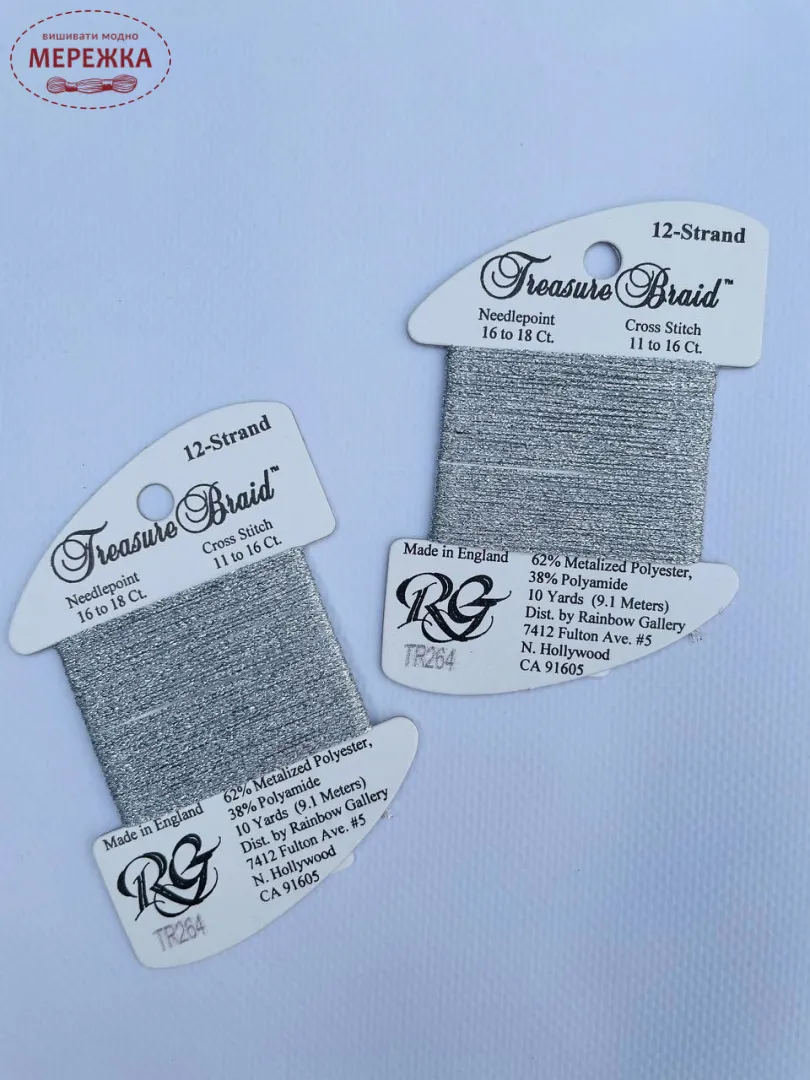 вишивати модно
МЕРЕЖКА
12-Strand
Treasure Braid™
Needlepoint
16 to 18 Ct.
Cross Stitch
11 to 16 Ct.
Made in England
RG
TR264
62% Metalized Polyester,
38% Polyamide
10 Yards (9.1 Meters)
Dist. by Rainbow Gallery
7412 Fulton Ave. #5
N. Hollywood
CA 91605
12-Strand
Treasure Braid™
Needlepoint
16 to 18 Ct.
Cross Stitch
11 to 16 Ct.
Made in England
RG
TR264
62% Metalized Polyester,
38% Polyamide
10 Yards (9.1 Meters)
Dist. by Rainbow Gallery
7412 Fulton Ave. #5
N. Hollywood
CA 91605